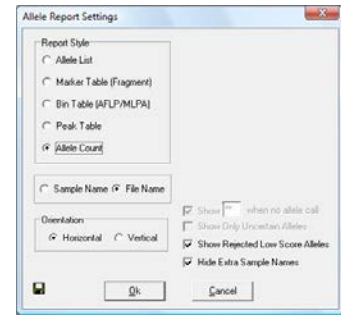 Allele Report Settings
Report Style
Allele List
Marker Table (Fragment)
Bin Table (AFLP/MLPA)
Peak Table
Allele Count
Sample Name File Name
Orientation
Horizontal Vertical
Show "" when no allele call
Show Only Uncertain Alleles
Show Rejected Low Score Alleles
Hide Extra Sample Names
Ok Cancel